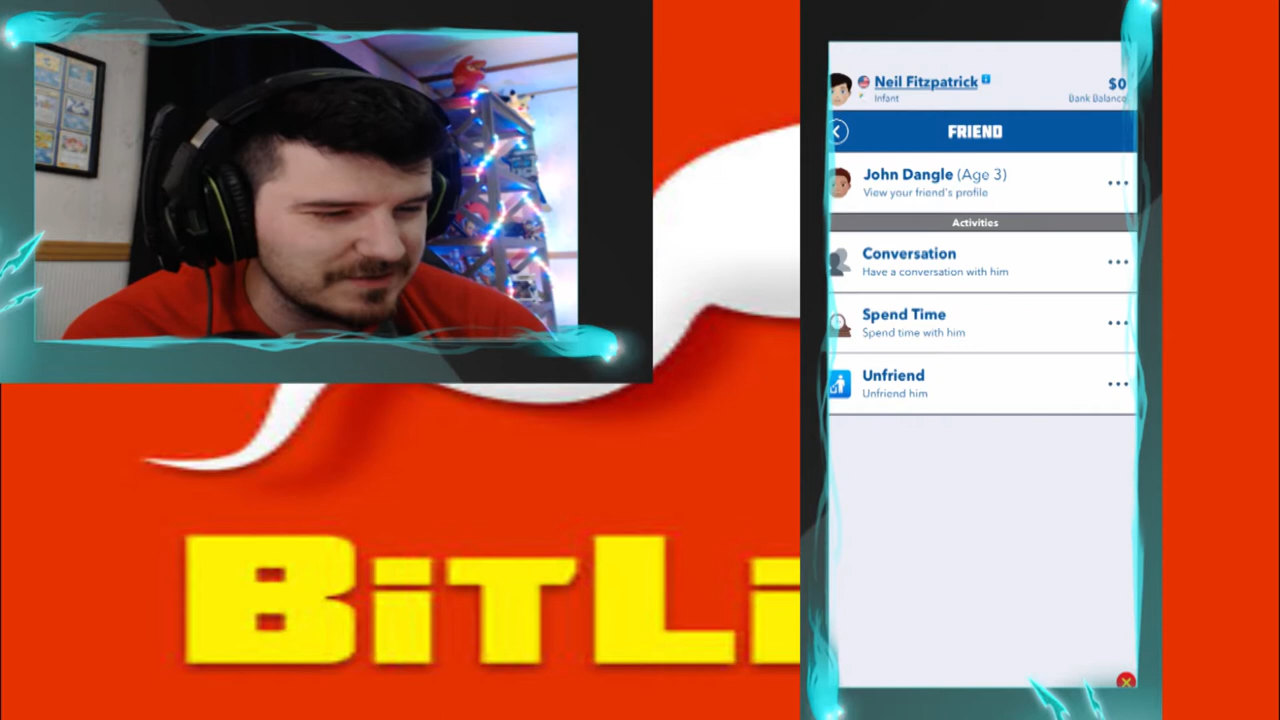 Neil Fitzpatrick
$0
Infant
Bank Balance
FRIEND
John Dangle (Age 3)
View your friend's profile
Activities
Conversation
Have a conversation with him
Spend Time
Spend time with him
Unfriend
Unfriend him
BiTLi